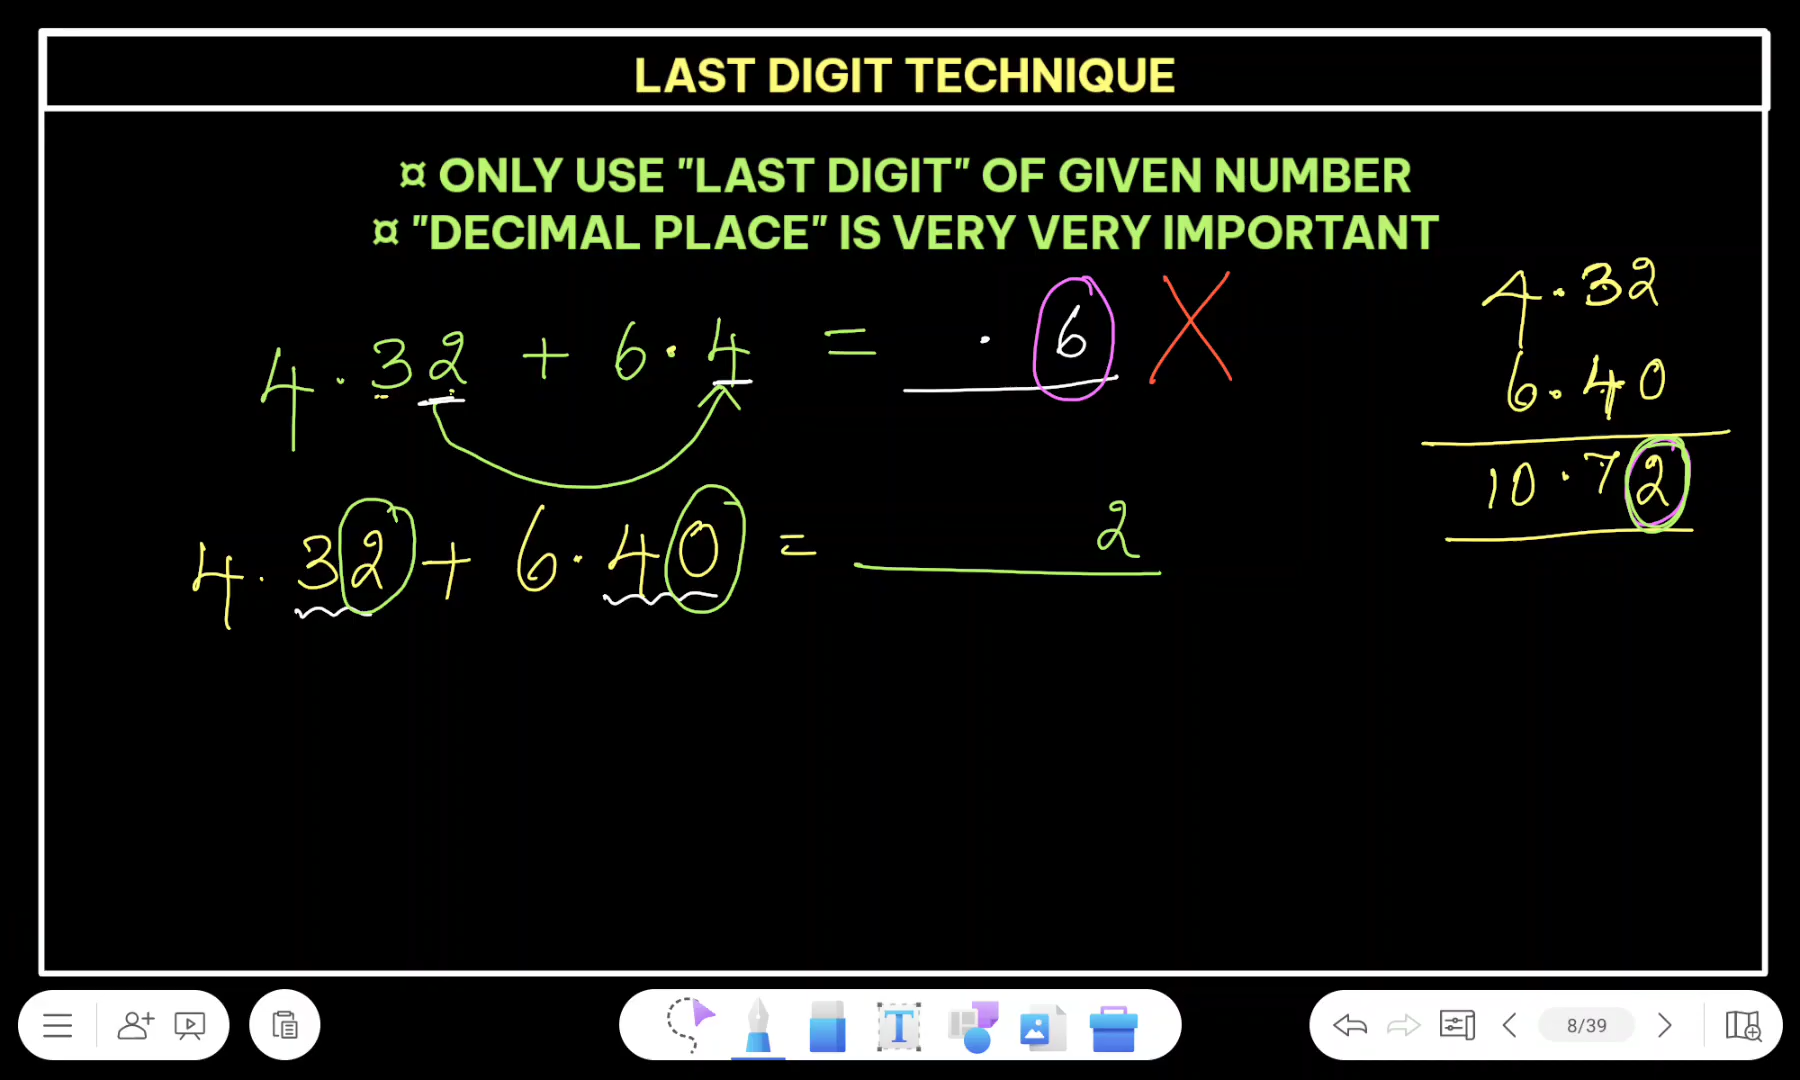 LAST DIGIT TECHNIQUE
¤ ONLY USE "LAST DIGIT" OF GIVEN NUMBER
¤ "DECIMAL PLACE" IS VERY VERY IMPORTANT
4.32 + 6.4 = .6 X
4.32 + 6.40 = 2
4.32
6.40
10.72
T
8/39